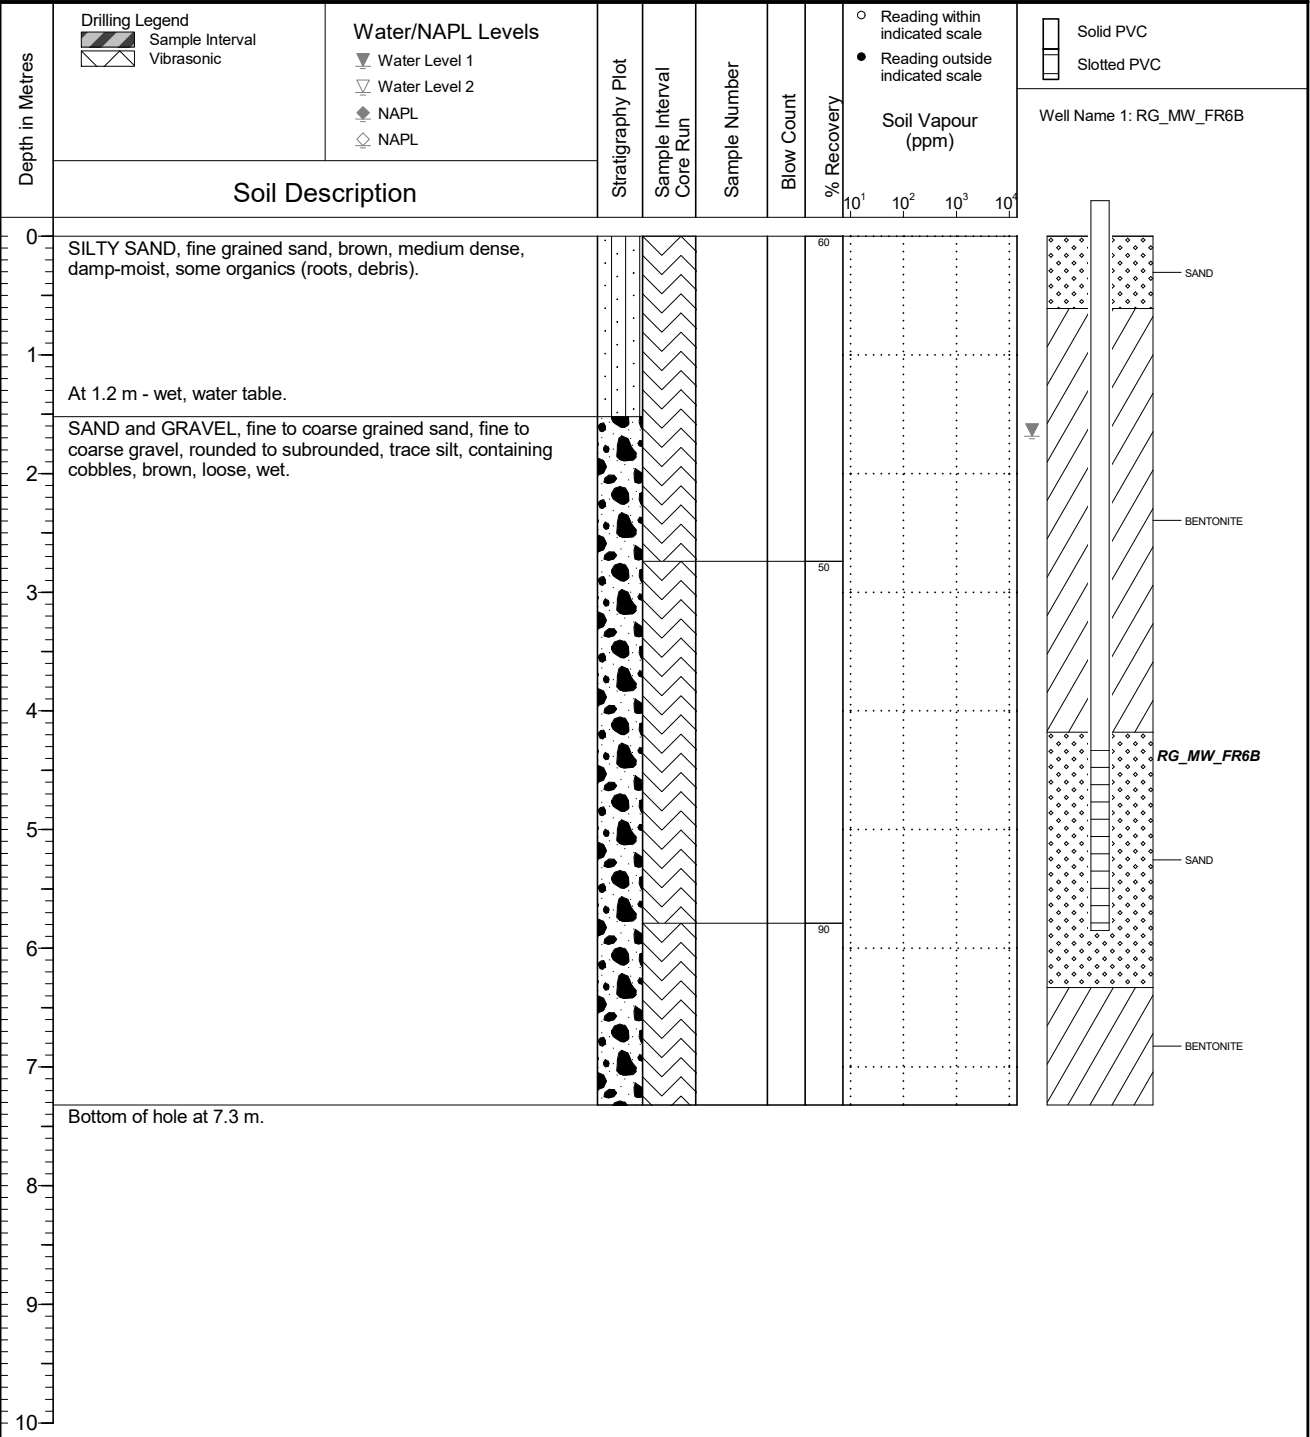 Drilling Legend
Sample Interval
Vibrasonic
Water/NAPL Levels
Water Level 1
Water Level 2
NAPL
NAPL
Depth in Metres
Soil Description
Stratigraphy Plot
Sample Interval
Core Run
Sample Number
Blow Count
% Recovery
Reading within
indicated scale
Reading outside
indicated scale
Soil Vapour
(ppm)
10¹ 10² 10³ 10⁴
Solid PVC
Slotted PVC
Well Name 1: RG_MW_FR6B
0
SILTY SAND, fine grained sand, brown, medium dense,
damp-moist, some organics (roots, debris).
60
SAND
1
At 1.2 m - wet, water table.
SAND and GRAVEL, fine to coarse grained sand, fine to
coarse gravel, rounded to subrounded, trace silt, containing
cobbles, brown, loose, wet.
2
BENTONITE
50
3
4
RG_MW_FR6B
5
SAND
90
6
BENTONITE
7
Bottom of hole at 7.3 m.
8
9
10